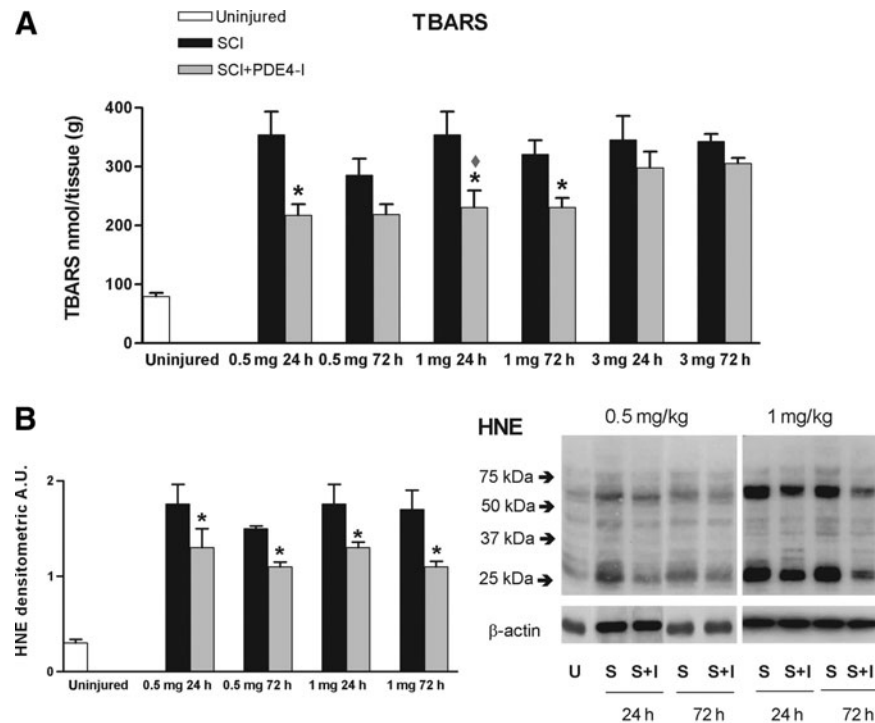 A
Uninjured
SCI
SCI+PDE4-I
TBARS
TBARS nmol/tissue (g)
400
300
200
100
0
♦
* * *
Uninjured 0.5 mg 24 h 0.5 mg 72 h 1 mg 24 h 1 mg 72 h 3 mg 24 h 3 mg 72 h
B
HNE densitometric A.U.
2
1
0
* * * *
Uninjured 0.5 mg 24 h 0.5 mg 72 h 1 mg 24 h 1 mg 72 h
HNE
0.5 mg/kg 1 mg/kg
75 kDa ➔
50 kDa ➔
37 kDa ➔
25 kDa ➔
β-actin
U S S+I S S+I S S+I S S+I
24 h 72 h 24 h 72 h